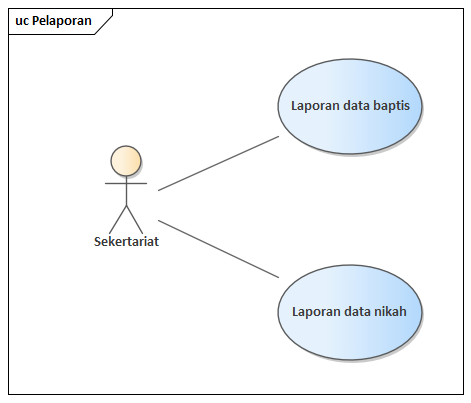 uc Pelaporan
Laporan data baptis
Sekertariat
Laporan data nikah